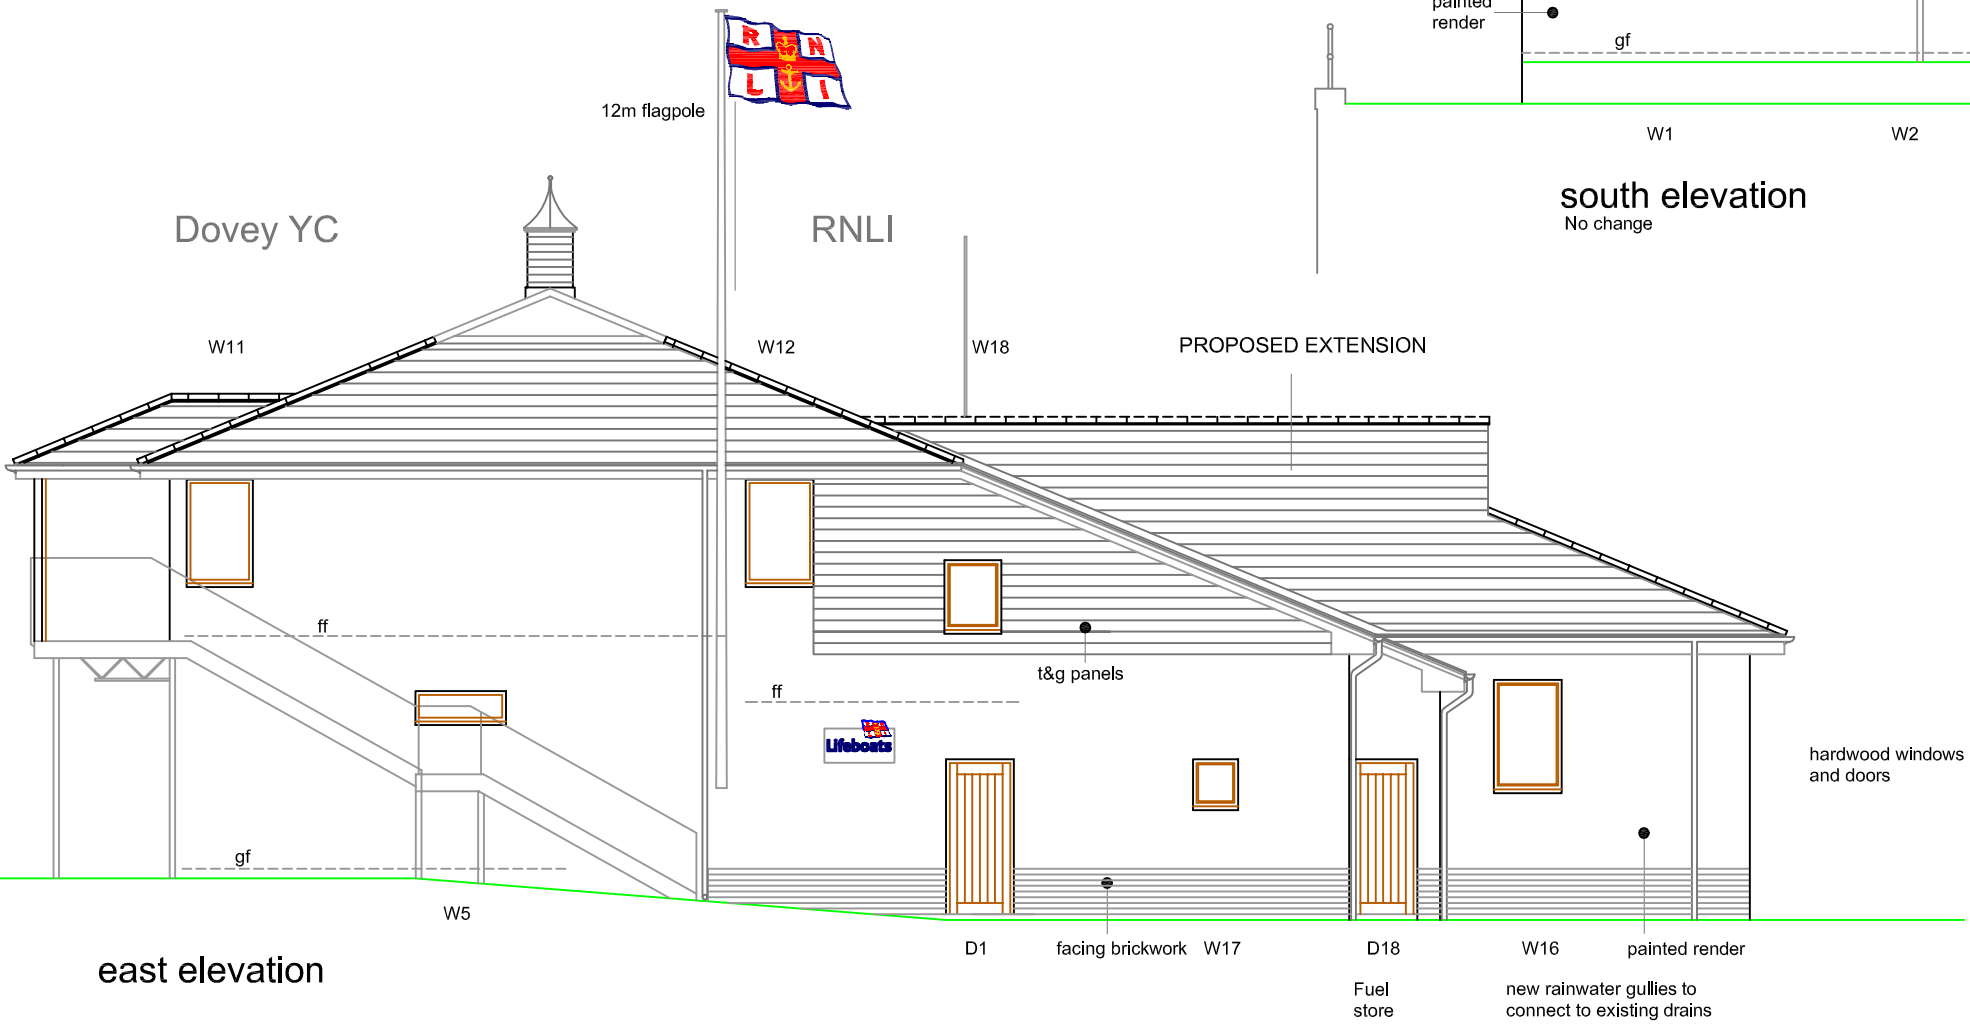 painted
render
gf
W1
W2
south elevation
No change
R N
L I
12m flagpole
Dovey YC
RNLI
W11
W12
W18
PROPOSED EXTENSION
ff
t&g panels
ff
Lifeboats
hardwood windows
and doors
gf
W5
D1
facing brickwork
W17
D18
W16
painted render
east elevation
Fuel
store
new rainwater gullies to
connect to existing drains